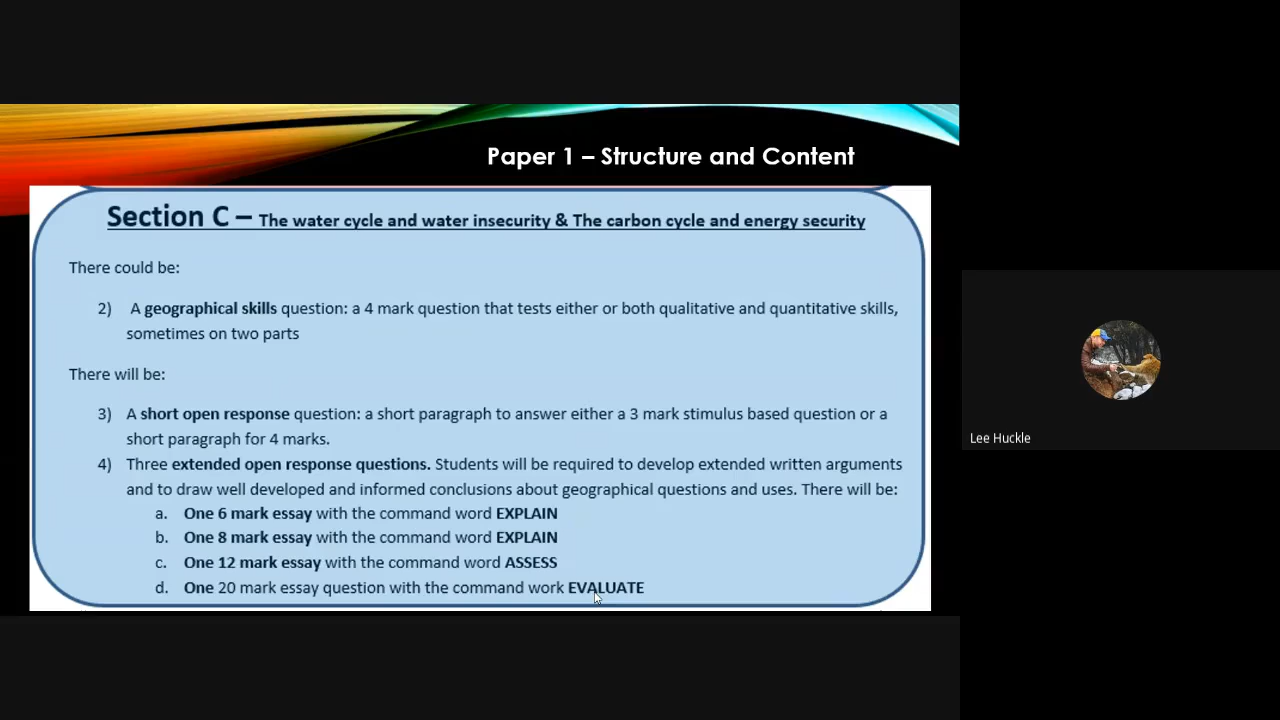 Paper 1 – Structure and Content
Section C – The water cycle and water insecurity & The carbon cycle and energy security
There could be:
2) A geographical skills question: a 4 mark question that tests either or both qualitative and quantitative skills,
sometimes on two parts
There will be:
3) A short open response question: a short paragraph to answer either a 3 mark stimulus based question or a
short paragraph for 4 marks.
4) Three extended open response questions. Students will be required to develop extended written arguments
and to draw well developed and informed conclusions about geographical questions and uses. There will be:
a. One 6 mark essay with the command word EXPLAIN
b. One 8 mark essay with the command word EXPLAIN
c. One 12 mark essay with the command word ASSESS
d. One 20 mark essay question with the command work EVALUATE
Lee Huckle